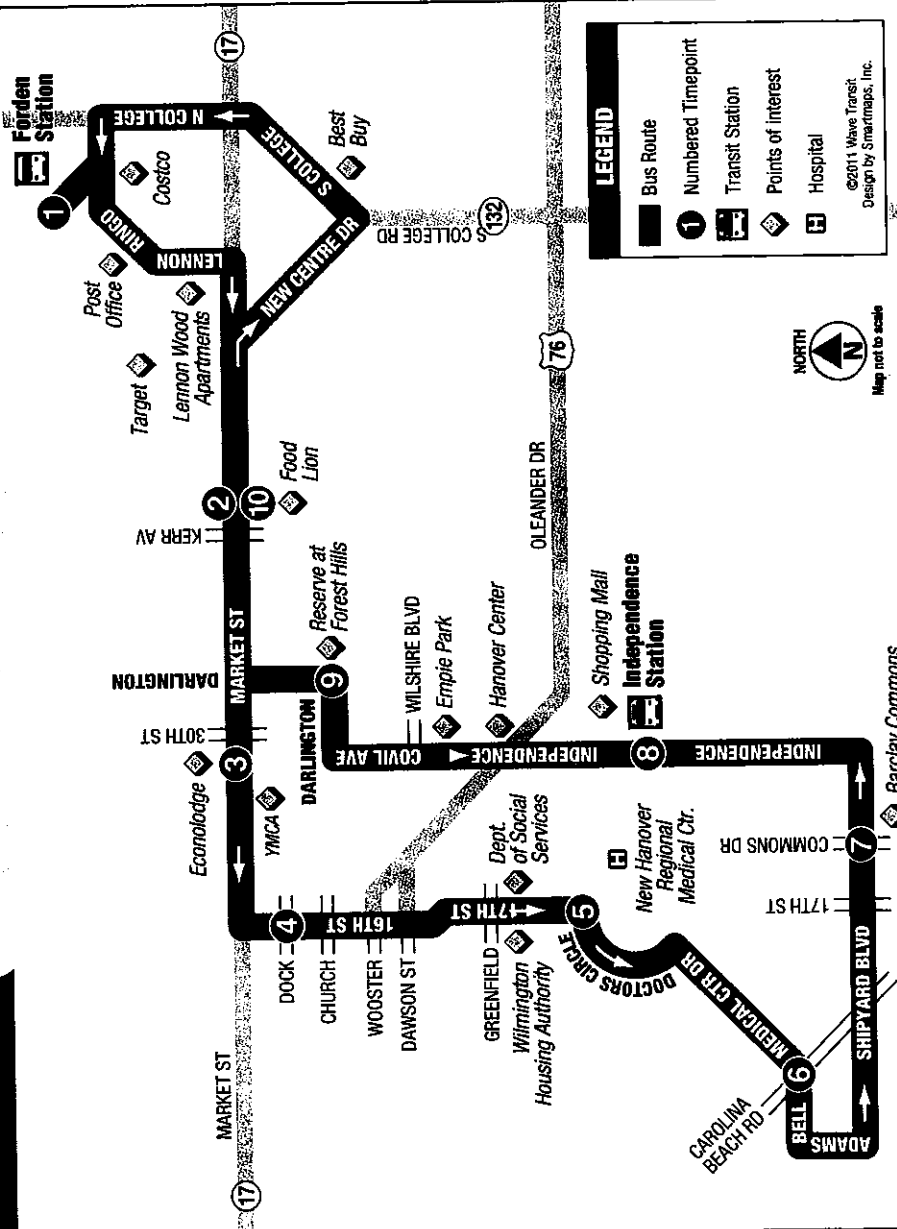 Forden
Station
1
17
N COLLEGE
Costco
RINGO
Post
Office
LENNON
S COLLEGE
Best
Buy
Target
Lennon Wood
Apartments
NEW CENTRE DR
S COLLEGE RD
132
2
10
Food
Lion
KERR AV
MARKET ST
DARLINGTON
Reserve at
Forest Hills
9
DARLINGTON
30TH ST
3
Econolodge
YMCA
WILSHIRE BLVD
COVIL AVE
Empie Park
Hanover Center
OLEANDER DR
76
INDEPENDENCE
Shopping Mall
Independence
Station
8
INDEPENDENCE
MARKET ST
17
4
DOCK
CHURCH
16TH ST
WOOSTER
DAWSON ST
GREENFIELD
17TH ST
Dept.
of Social
Services
Wilmington
Housing Authority
5
H
New Hanover
Regional
Medical Ctr.
DOCTORS CIRCLE
MEDICAL CTR DR
CAROLINA
BEACH RD
6
BELL
ADAMS
SHIPYARD BLVD
17TH ST
COMMONS DR
7
Barclay Commons
NORTH
N
Map not to scale
LEGEND
Bus Route
1 Numbered Timepoint
Transit Station
Points of Interest
H Hospital
©2011 Wave Transit
Design by Smartmaps, Inc.